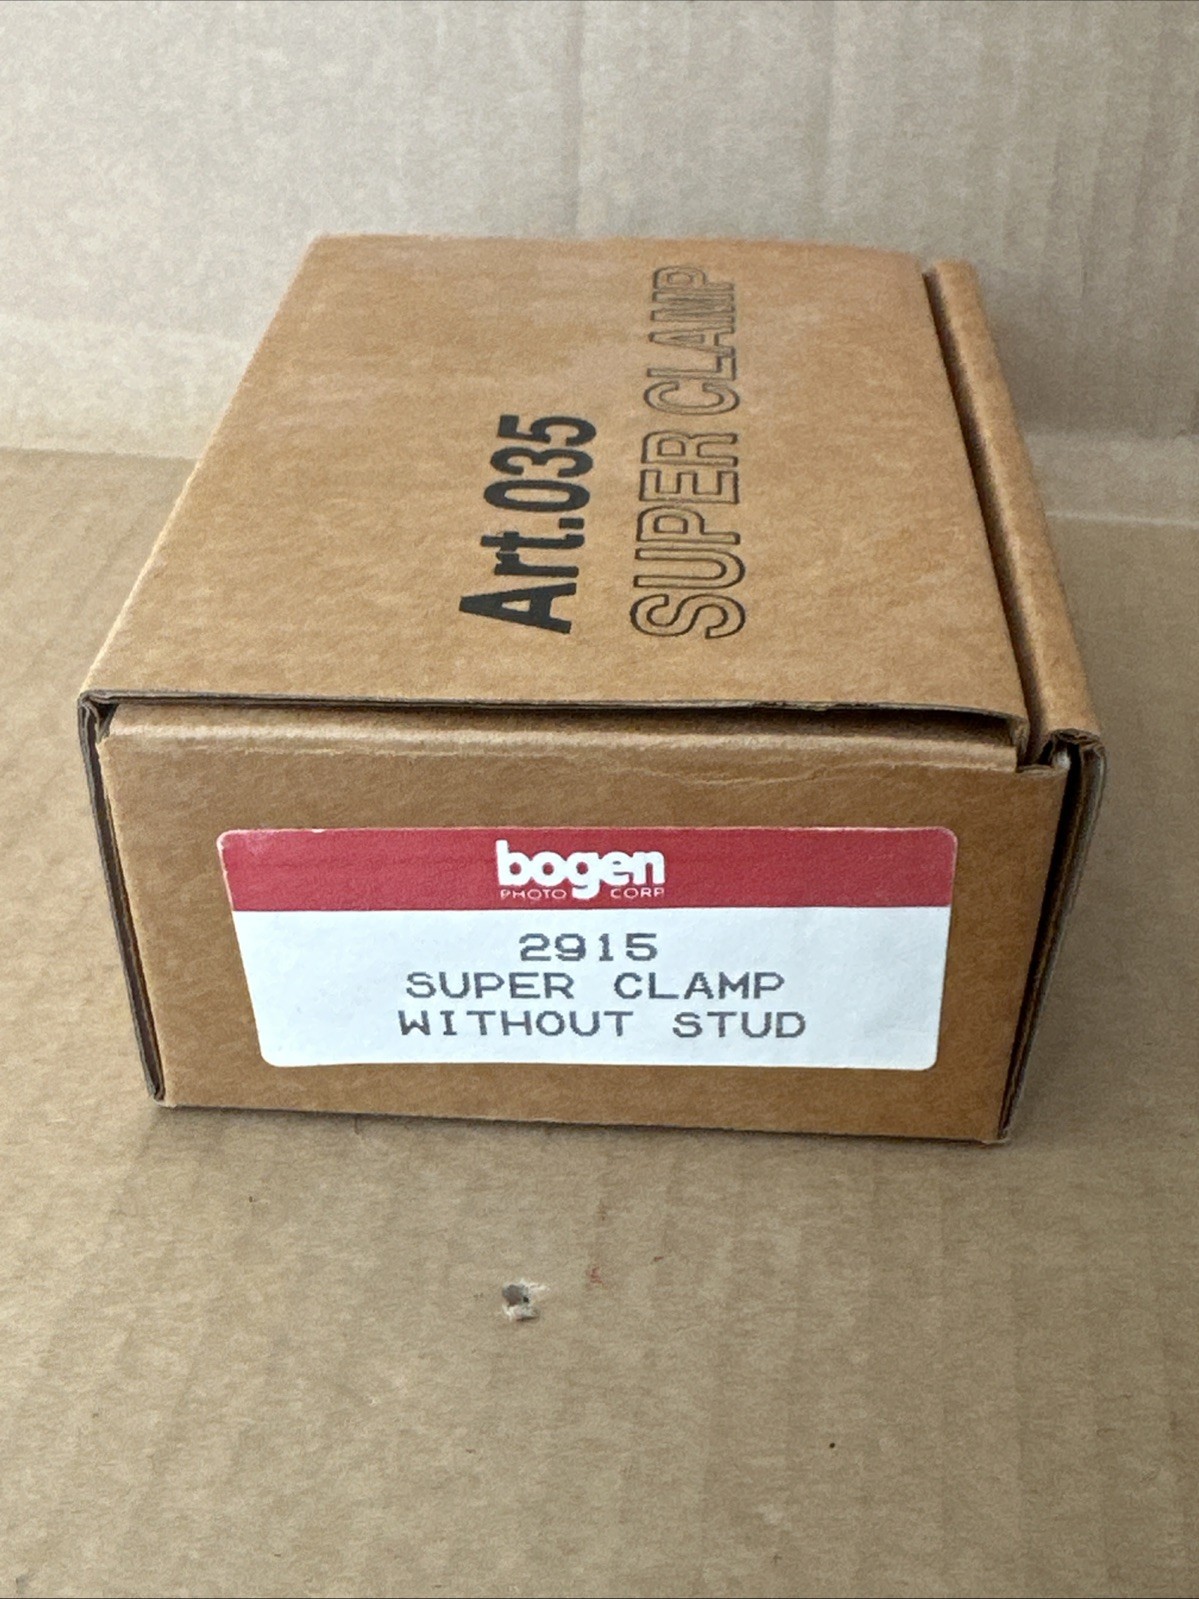 Art.035
SUPER CLAMP
bogen
PHOTO CORP
2915
SUPER CLAMP
WITHOUT STUD